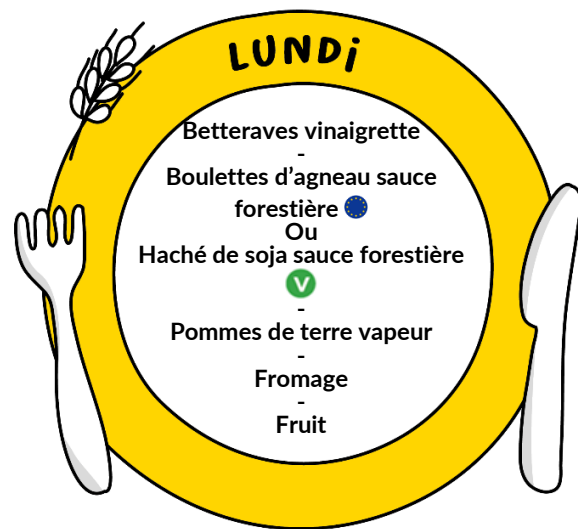 LUNDi
Betteraves vinaigrette
-
Boulettes d’agneau sauce
forestière
Ou
Haché de soja sauce forestière
V
-
Pommes de terre vapeur
-
Fromage
-
Fruit